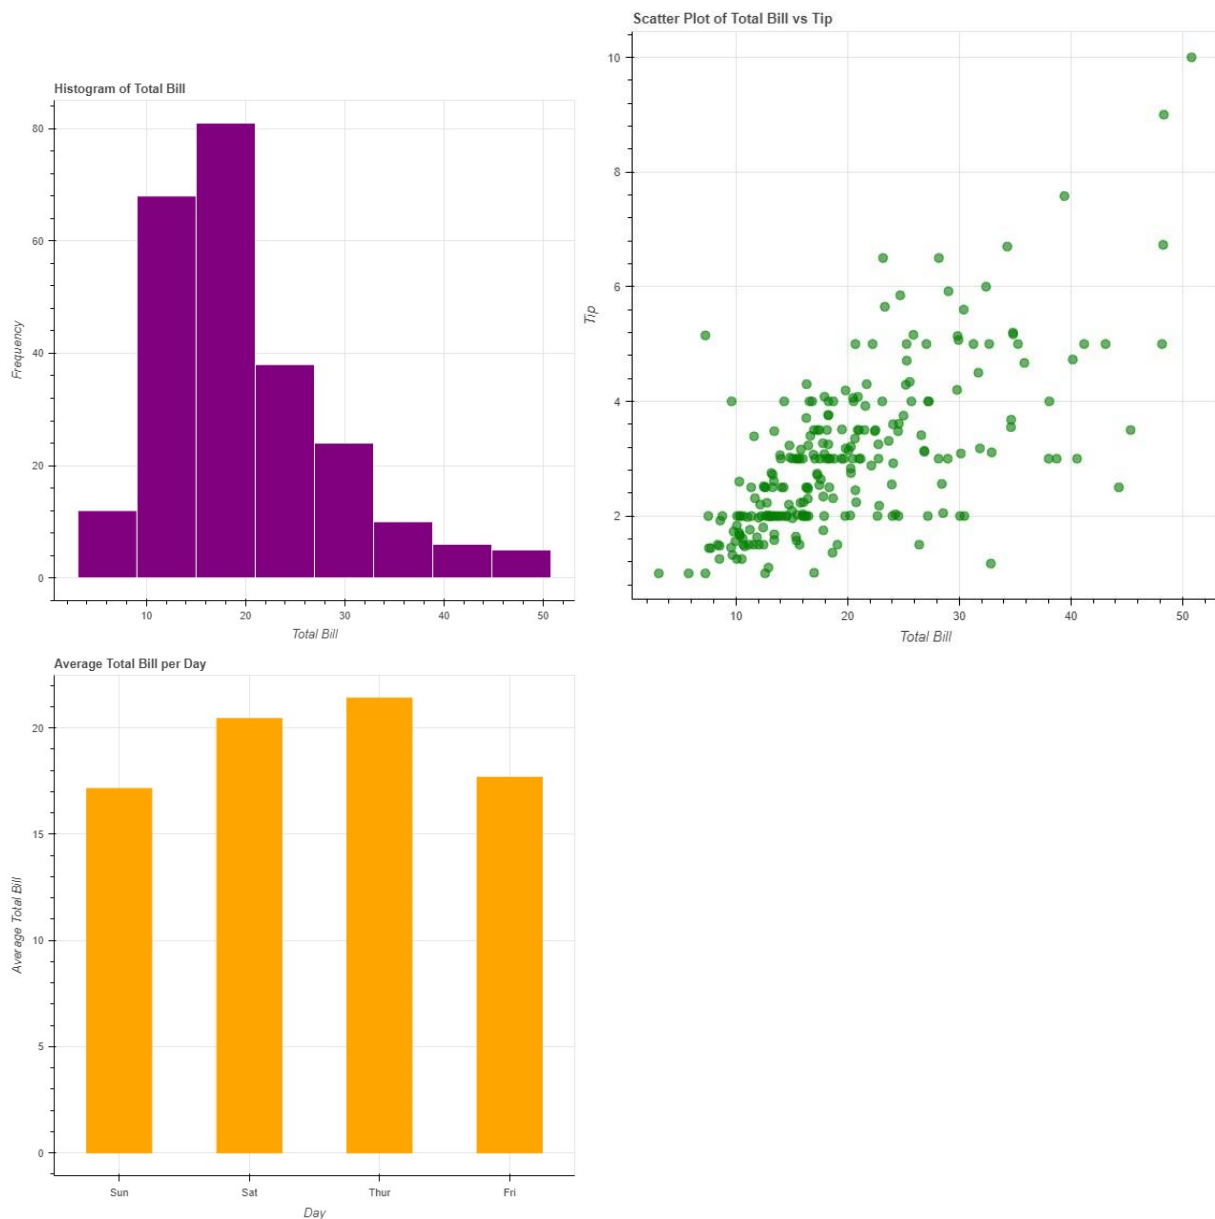 Histogram of Total Bill
80
60
40
20
0
Frequency
10 20 30 40 50
Total Bill
Scatter Plot of Total Bill vs Tip
10
8
6
4
2
Tip
10 20 30 40 50
Total Bill
Average Total Bill per Day
20
15
10
5
0
Average Total Bill
Sun Sat Thur Fri
Day